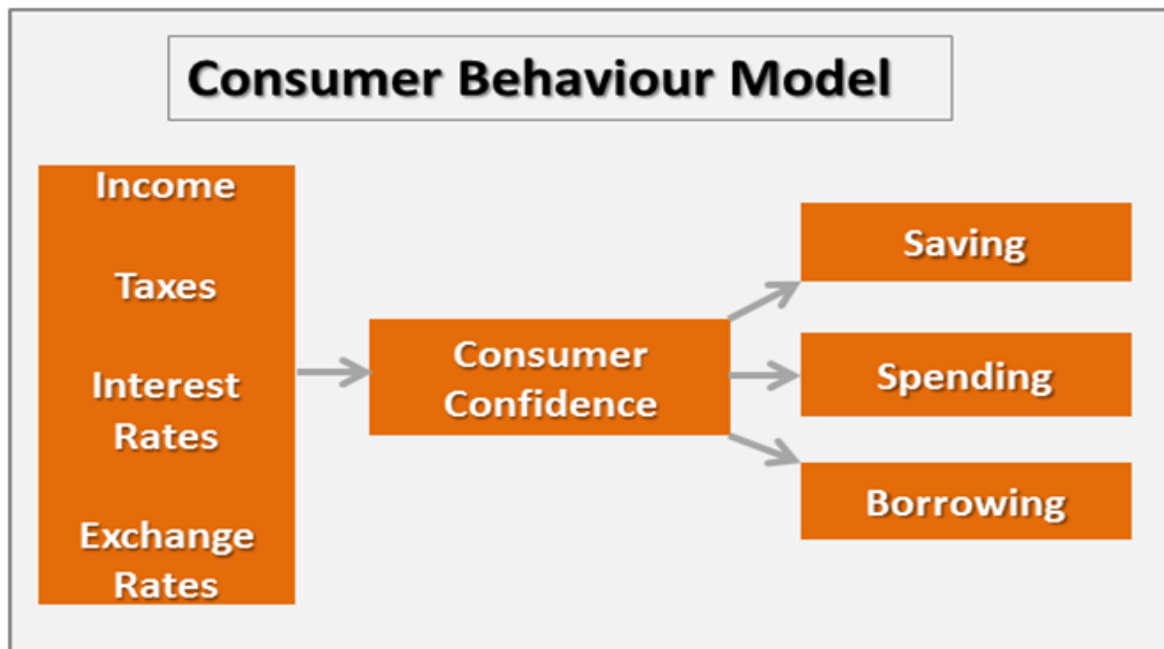 Consumer Behaviour Model
Income
Taxes
Interest
Rates
Exchange
Rates
Consumer
Confidence
Saving
Spending
Borrowing